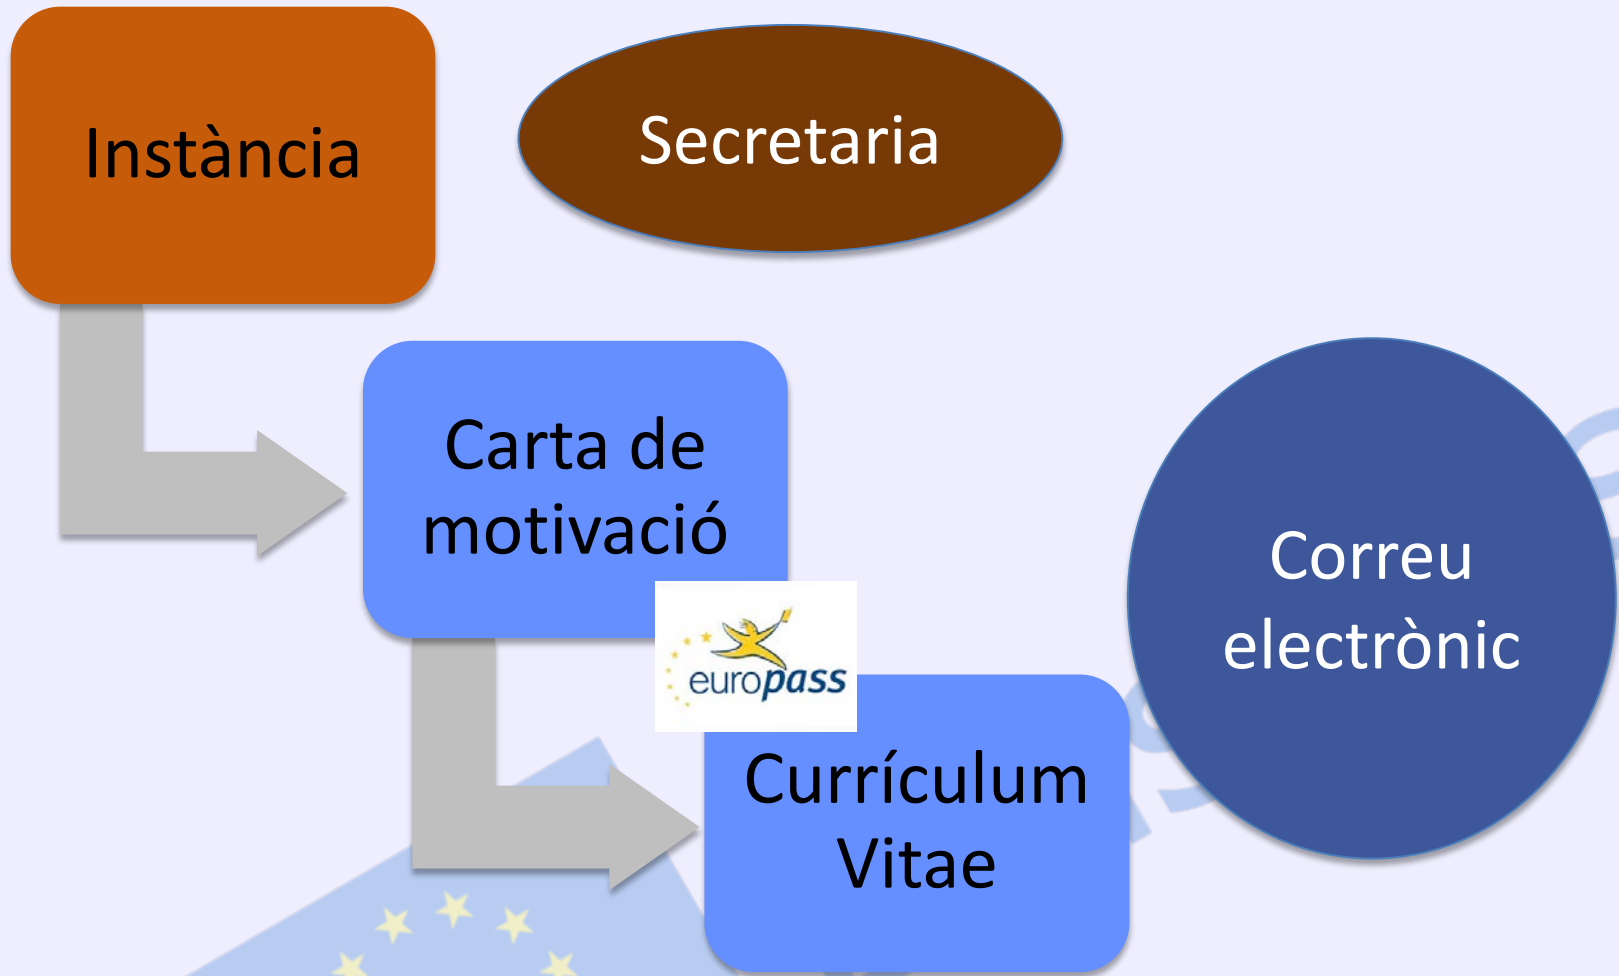 Instància
Secretaria
Carta de
motivació
europass
Correu
electrònic
Currículum
Vitae